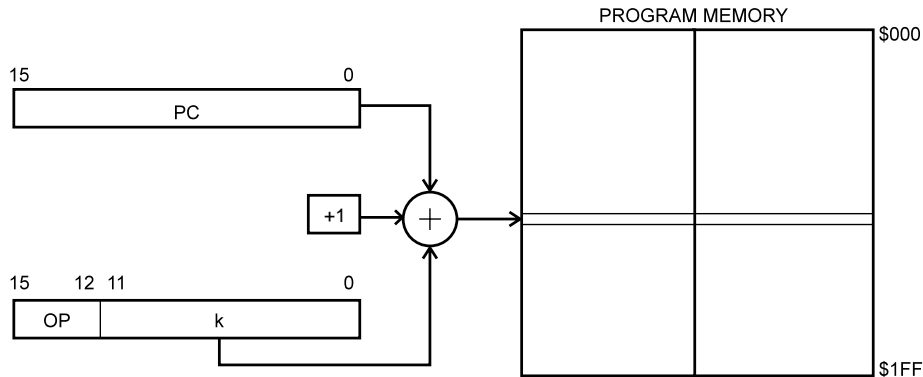 PROGRAM MEMORY
$000
15 0
PC
+1
+
15 12 11 0
OP k
$1FF